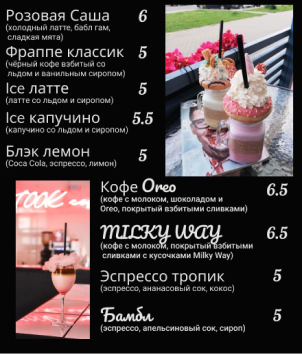 Розовая Саша 6
(холодный латте, бабл гам,
сладкая мята)
Фраппе классик 5
(чёрный кофе взбитый со
льдом и ванильным сиропом)
Ice латте 5
(латте со льдом и сиропом)
Ice капучино 5.5
(капучино со льдом и сиропом)
Блэк лемон 5
(Coca Cola, эспрессо, лимон)
Кофе Oreo 6.5
(кофе с молоком, шоколадом и
Oreo, покрытый взбитыми сливками)
MILKY WAY 6.5
(кофе с молоком, покрытый взбитыми
сливками с кусочками Milky Way)
Эспрессо тропик 5
(эспрессо, ананасовый сок, кокос)
Бамбл 5
(эспрессо, апельсиновый сок, сироп)